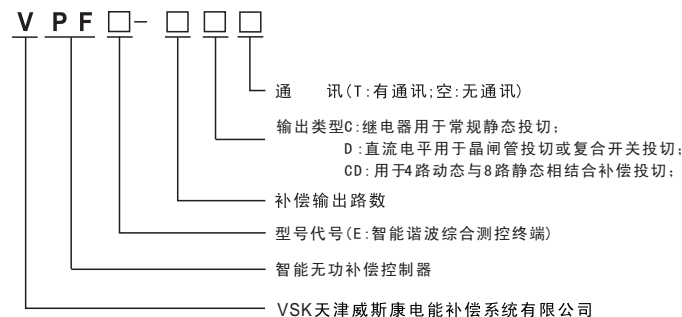 VPF□-□□□
通 讯(T:有通讯;空:无通讯)
输出类型C:继电器用于常规静态投切;
D:直流电平用于晶闸管投切或复合开关投切;
CD:用于4路动态与8路静态相结合补偿投切;
补偿输出路数
型号代号(E:智能谐波综合测控终端)
智能无功补偿控制器
VSK天津威斯康电能补偿系统有限公司